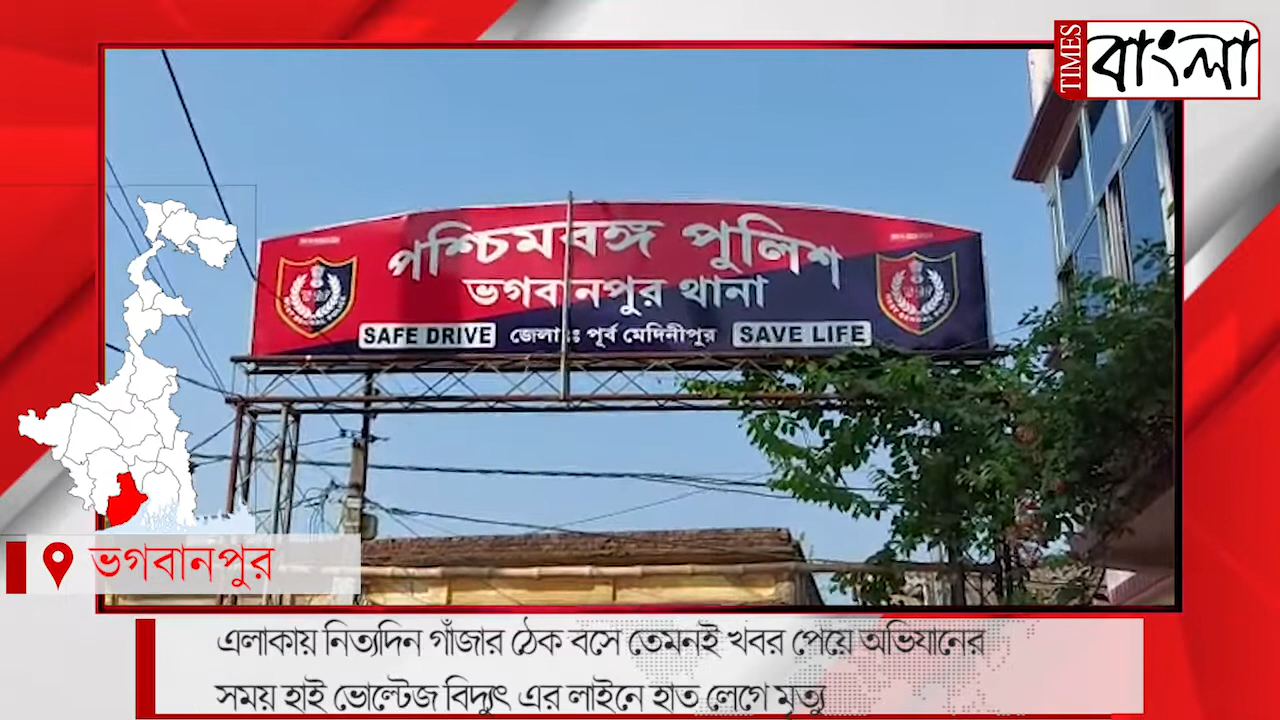 TIMES বাংলা
পশ্চিমবঙ্গ পুলিশ
ভগবানপুর থানা
SAFE DRIVE জেলাঃ পূর্ব মেদিনীপুর SAVE LIFE
ভগবানপুর
এলাকায় নিত্যদিন গাঁজার ঠেক বসে তেমনই খবর পেয়ে অভিযানের
সময় হাই ভোল্টেজ বিদ্যুৎ এর লাইনে হাত লেগে মৃত্যু